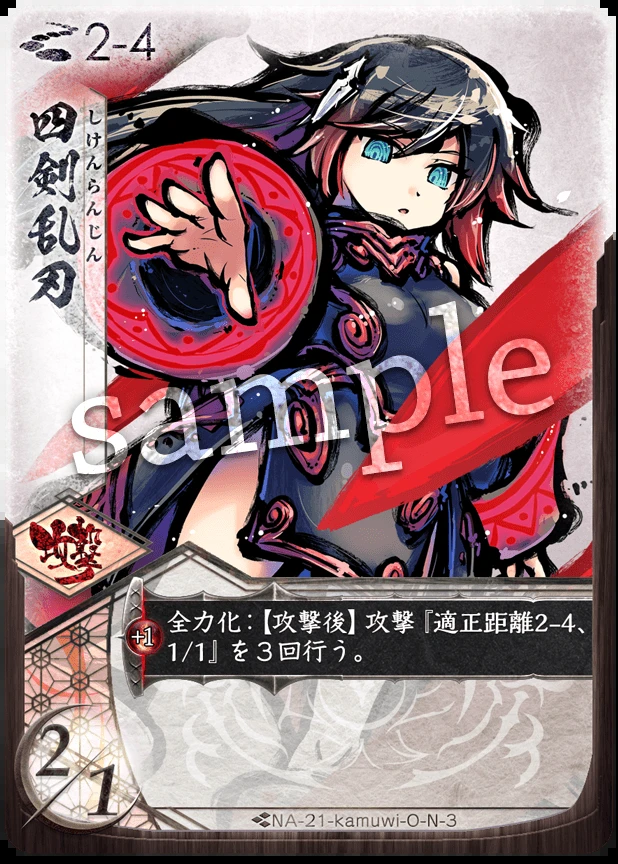 2-4
四剣乱刃
しけんらんじん
sample
攻撃
+1
全力化：【攻撃後】攻撃『適正距離2-4、
1/1』を３回行う。
2/1
NA-21-kamuwi-O-N-3